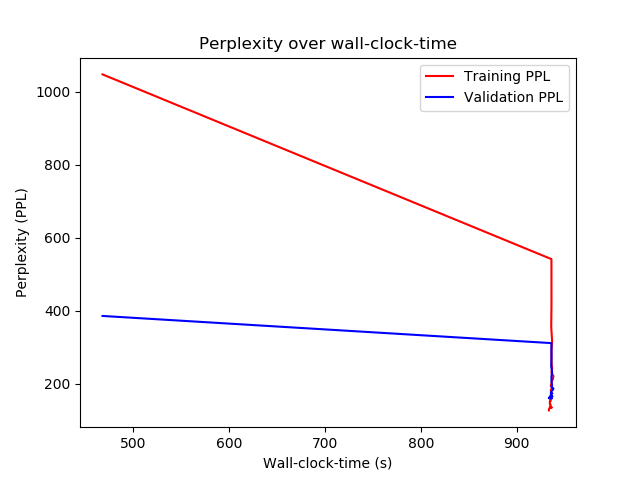 Perplexity over wall-clock-time
Training PPL
Validation PPL
1000
800
600
400
200
Perplexity (PPL)
500 600 700 800 900
Wall-clock-time (s)